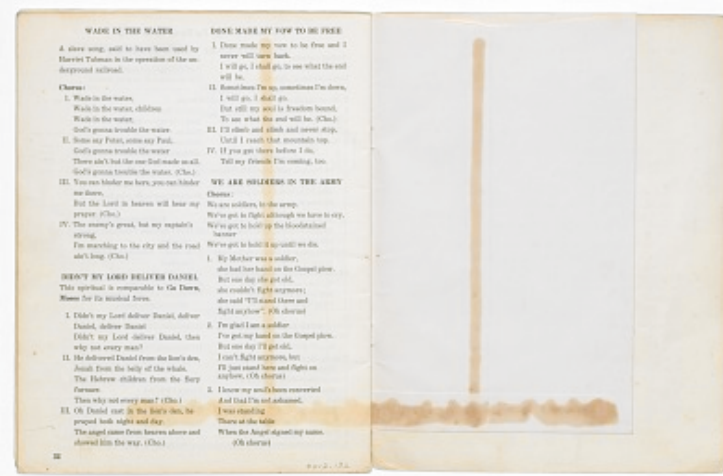 WADE IN THE WATER
A slave song, said to have been used by
Harriet Tubman in the operation of the un-
derground railroad.
Chorus:
I. Wade in the water,
Wade in the water, children
Wade in the water,
God's gonna trouble the water.
II. Some say Peter, some say Paul,
God's gonna trouble the water
There ain't but the one God made us all.
God's gonna trouble the water. (Cho.)
III. You can hinder me here, you can hinder
me there,
But the Lord in heaven will hear my
prayer. (Cho.)
IV. The enemy's great, but my captain's
strong,
I'm marching to the city and the road
ain't long. (Cho.)
DIDN'T MY LORD DELIVER DANIEL
This spiritual is comparable to Go Down,
Moses for its musical force.
I. Didn't my Lord deliver Daniel, deliver
Daniel, deliver Daniel
Didn't my Lord deliver Daniel, then
why not every man?
II. He delivered Daniel from the lion's den,
Jonah from the belly of the whale.
The Hebrew children from the fiery
furnace.
Then why not every man? (Cho.)
III. Oh Daniel cast in the lion's den, he
prayed both night and day.
The angel came from heaven above and
showed him the way. (Cho.)
32
DONE MADE MY VOW TO BE FREE
I. Done made my vow to be free and I
never will turn back.
I will go, I shall go, to see what the end
will be.
II. Sometimes I'm up, sometimes I'm down,
I will go, I shall go.
But still my soul is freedom bound,
To see what the end will be. (Cho.)
III. I'll climb and climb and never stop,
Until I reach that mountain top.
IV. If you get there before I do,
Tell my friends I'm coming, too.
WE ARE SOLDIERS IN THE ARMY
Chorus:
We are soldiers, in the army.
We've got to fight although we have to cry,
We've got to hold up the bloodstained
banner
We've got to hold it up until we die.
1. My Mother was a soldier,
she had her hand on the Gospel plow.
But one day she got old,
she couldn't fight anymore;
she said "I'll stand there and
fight anyhow". (Oh chorus)
2. I'm glad I am a soldier
I've got my hand on the Gospel plow.
But one day I'll get old,
I can't fight anymore, but
I'll just stand here and fight on
anyhow. (Oh chorus)
3. I know my soul's been converted
And that I'm not ashamed.
I was standing
There at the table
When the Angel signed my name.
(Oh chorus)